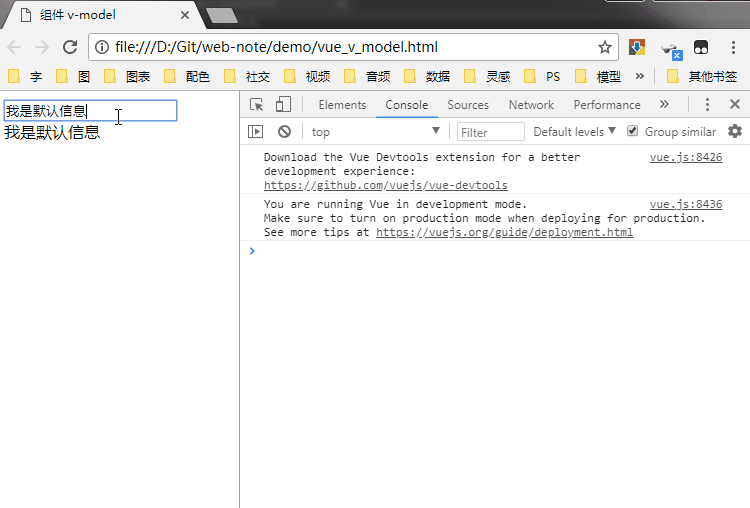 组件 v-model
file:///D:/Git/web-note/demo/vue_v_model.html
字 图 图表 配色 社交 视频 音频 数据 灵感 PS 模型 » 其他书签
我是默认信息
我是默认信息
Elements Console Sources Network Performance »
top Filter Default levels Group similar
Download the Vue Devtools extension for a better vue.js:8426
development experience:
https://github.com/vuejs/vue-devtools
You are running Vue in development mode. vue.js:8436
Make sure to turn on production mode when deploying for production.
See more tips at https://vuejs.org/guide/deployment.html